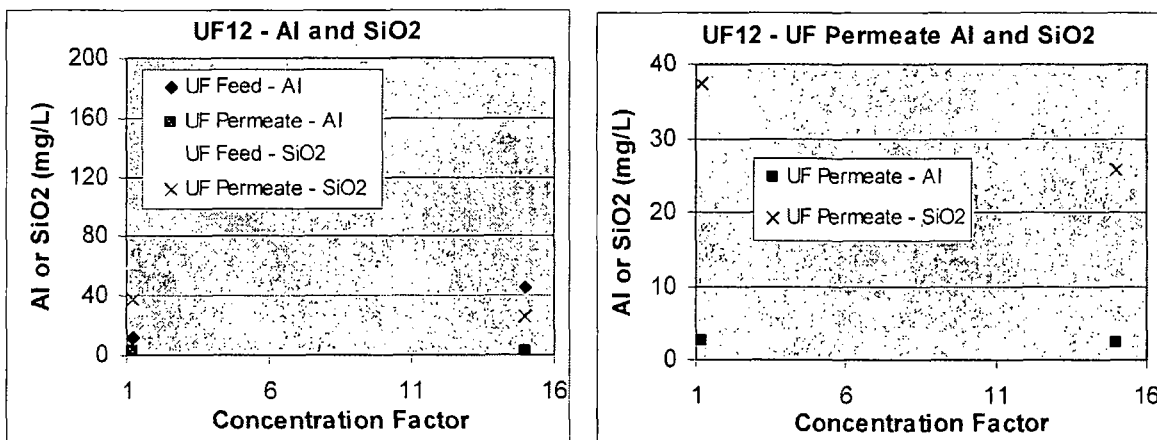 UF12 - Al and SiO2
Al or SiO2 (mg/L)
200
160
120
80
40
0
UF Feed - Al
UF Permeate - Al
UF Feed - SiO2
UF Permeate - SiO2
1 6 11 16
Concentration Factor
UF12 - UF Permeate Al and SiO2
Al or SiO2 (mg/L)
40
30
20
10
0
UF Permeate - Al
UF Permeate - SiO2
1 6 11 16
Concentration Factor